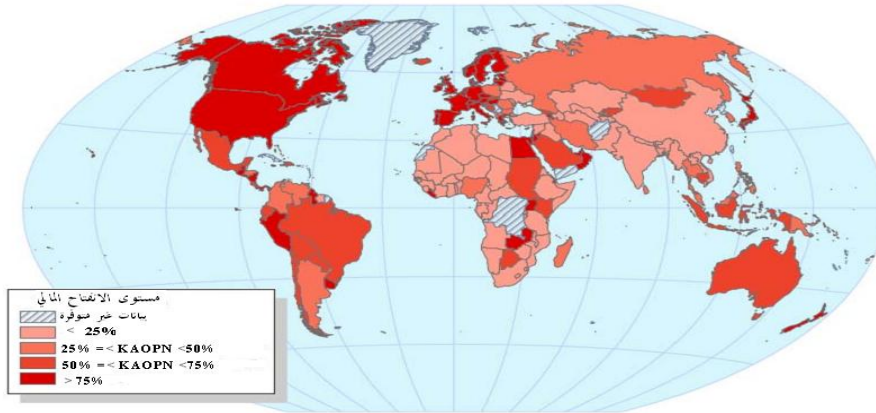 مستوى الانفتاح المالي
بيانات غير متوفرة
< 25%
25% =< KAOPN <50%
50% =< KAOPN <75%
> 75%